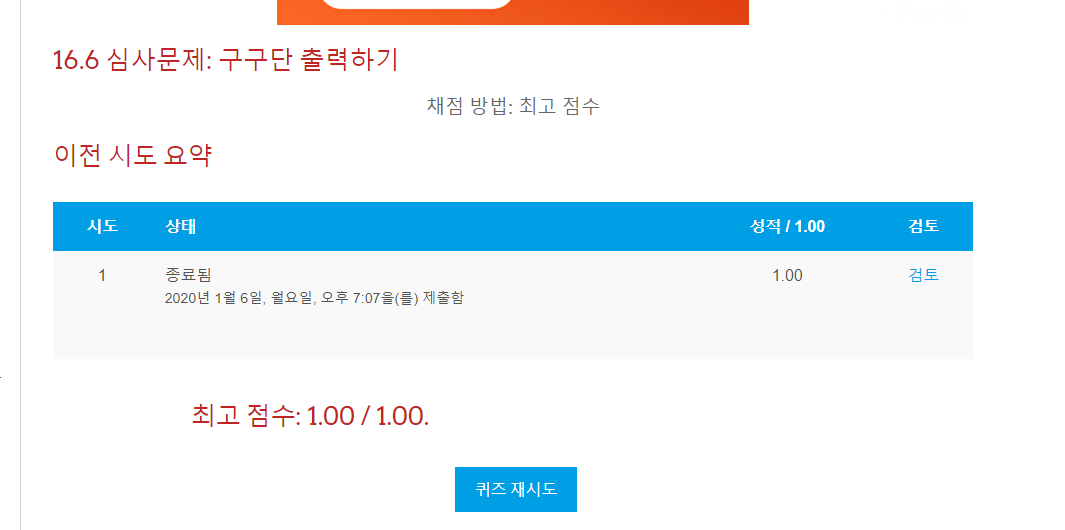 16.6 심사문제: 구구단 출력하기
채점 방법: 최고 점수
이전 시도 요약
시도 상태 성적 / 1.00 검토
1 종료됨 1.00 검토
2020년 1월 6일, 월요일, 오후 7:07을(를) 제출함
최고 점수: 1.00 / 1.00.
퀴즈 재시도